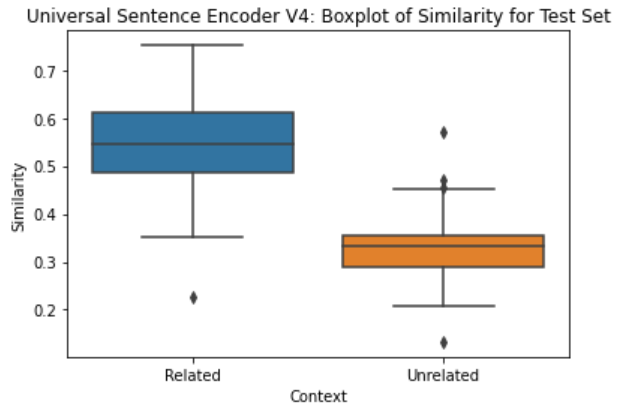 Universal Sentence Encoder V4: Boxplot of Similarity for Test Set
0.7
0.6
0.5
0.4
0.3
0.2
Similarity
Related Unrelated
Context